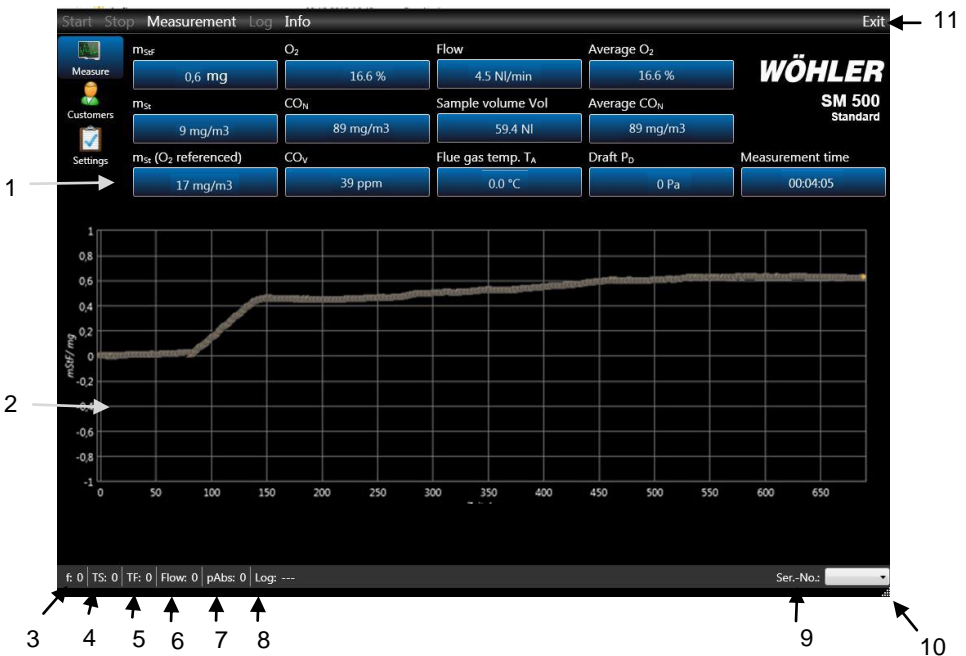 Start Stop Measurement Log Info Exit 11
Measure
Customers
Settings
mStF O2 Flow Average O2
0,6 mg 16.6 % 4.5 Nl/min 16.6 %
WÖHLER
SM 500
Standard
mSt CON Sample volume Vol Average CON
9 mg/m3 89 mg/m3 59.4 Nl 89 mg/m3
mSt (O2 referenced) COV Flue gas temp. TA Draft PD Measurement time
17 mg/m3 39 ppm 0.0 °C 0 Pa 00:04:05
1
1
0,8
0,6
0,4
0,2
0
-0,2
-0,6
-0,8
-1
mStF/ mg
2
0 50 100 150 200 250 300 350 400 450 500 550 600 650
f: 0 TS: 0 TF: 0 Flow: 0 pAbs: 0 Log: --- Ser.-No.:
3 4 5 6 7 8 9 10